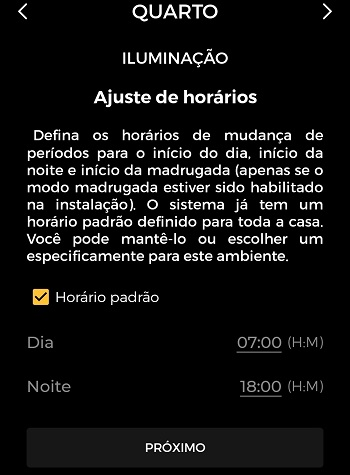 QUARTO
ILUMINAÇÃO
Ajuste de horários
Defina os horários de mudança de
períodos para o início do dia, início da
noite e início da madrugada (apenas se o
modo madrugada estiver sido habilitado
na instalação). O sistema já tem um
horário padrão definido para toda a casa.
Você pode mantê-lo ou escolher um
especificamente para este ambiente.
Horário padrão
Dia 07:00 (H:M)
Noite 18:00 (H:M)
PRÓXIMO